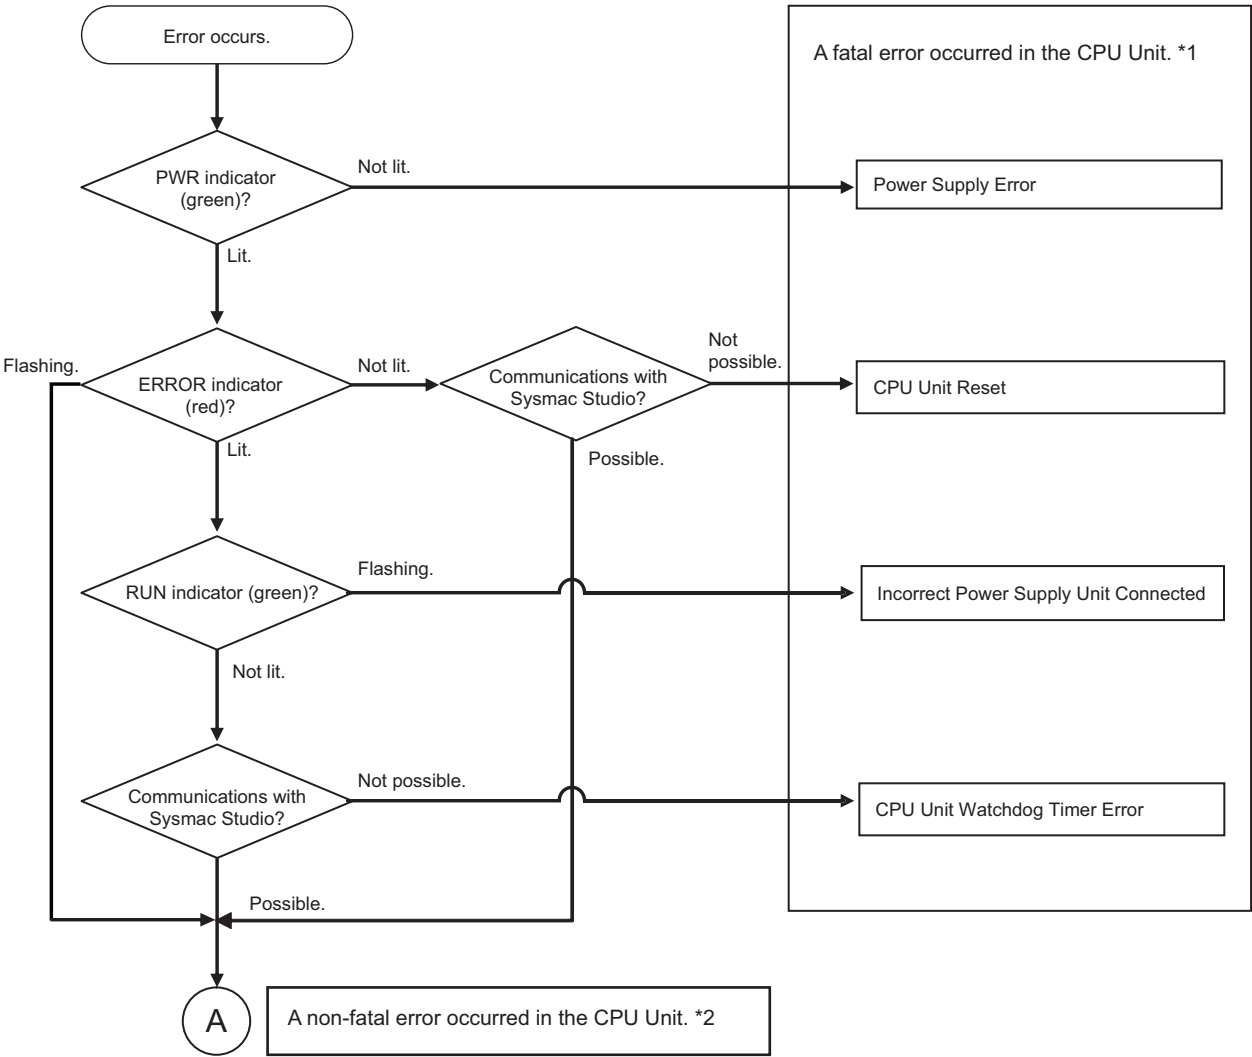 Error occurs.
A fatal error occurred in the CPU Unit. *1
PWR indicator
(green)?
Not lit.
Power Supply Error
Lit.
Flashing.
ERROR indicator
(red)?
Not lit.
Communications with
Sysmac Studio?
Not
possible.
CPU Unit Reset
Lit.
Possible.
RUN indicator (green)?
Flashing.
Incorrect Power Supply Unit Connected
Not lit.
Communications with
Sysmac Studio?
Not possible.
CPU Unit Watchdog Timer Error
Possible.
A
A non-fatal error occurred in the CPU Unit. *2